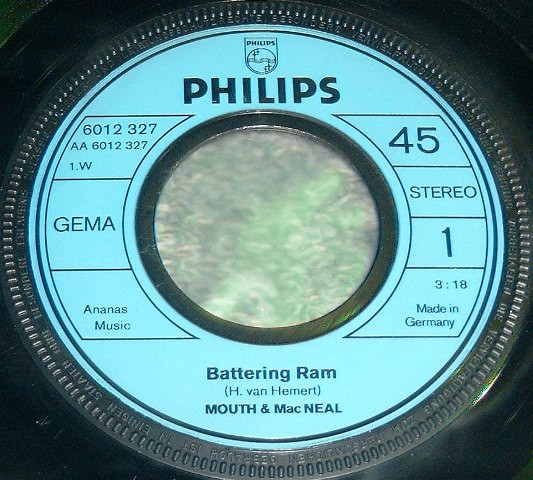 PHILIPS
PHILIPS
6012 327
AA 6012 327
1.W
GEMA
Ananas
Music
45
STEREO
1
3:18
Made in
Germany
Battering Ram
(H. van Hemert)
MOUTH & Mac NEAL